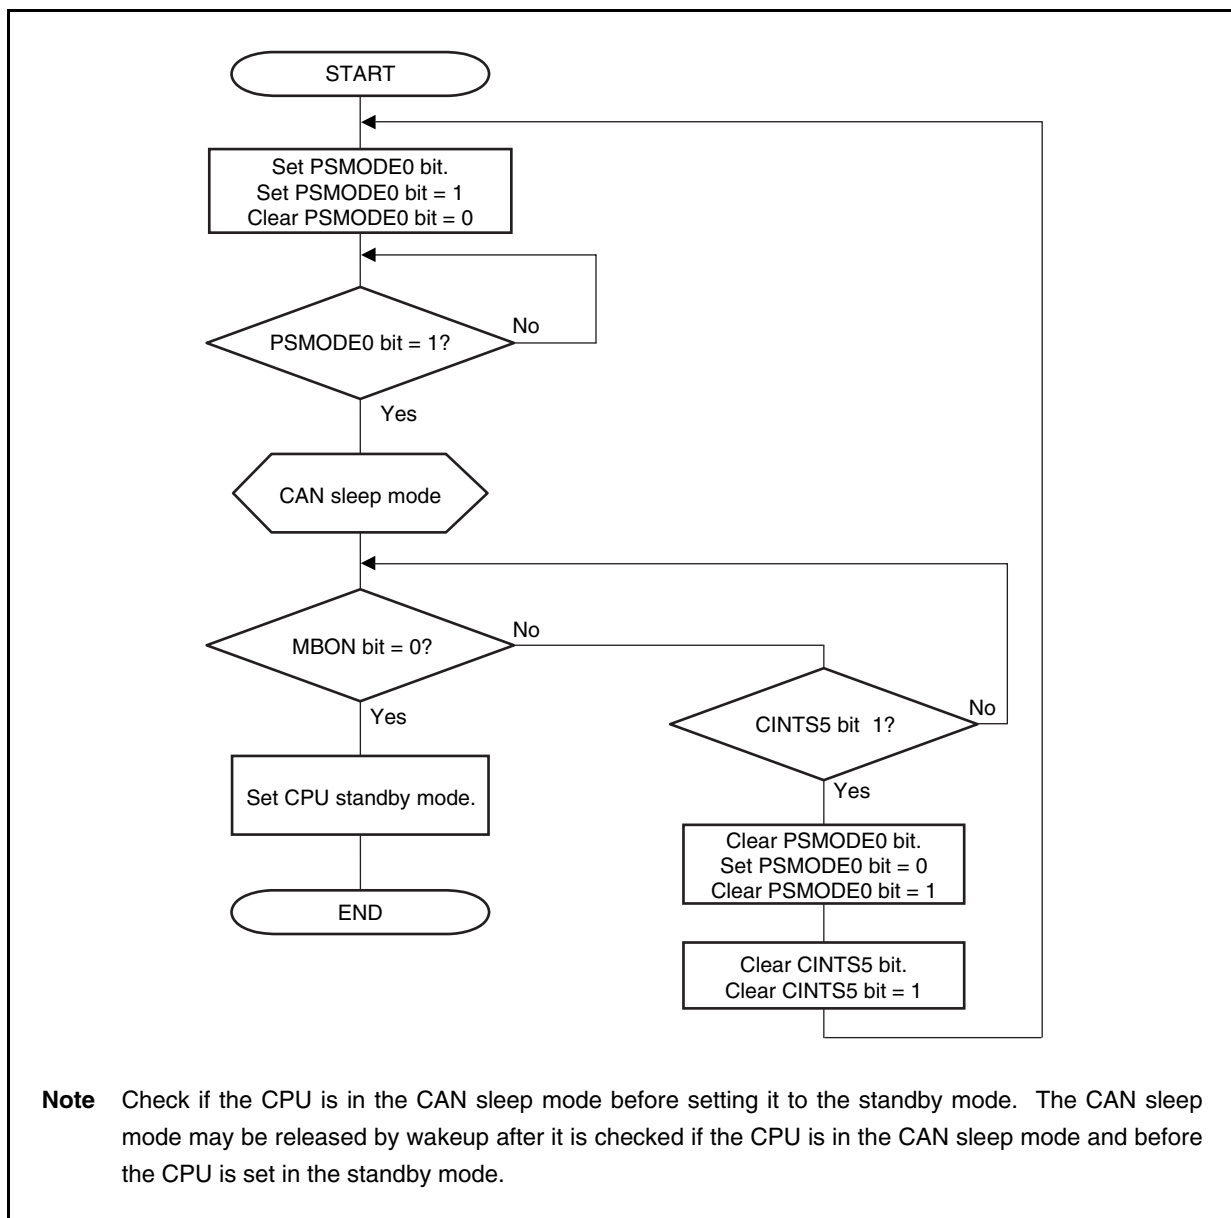 START
Set PSMODE0 bit.
Set PSMODE0 bit = 1
Clear PSMODE0 bit = 0
PSMODE0 bit = 1?
No
Yes
CAN sleep mode
MBON bit = 0?
No
Yes
CINTS5 bit  1?
No
Yes
Set CPU standby mode.
Clear PSMODE0 bit.
Set PSMODE0 bit = 0
Clear PSMODE0 bit = 1
END
Clear CINTS5 bit.
Clear CINTS5 bit = 1
Note Check if the CPU is in the CAN sleep mode before setting it to the standby mode. The CAN sleep
mode may be released by wakeup after it is checked if the CPU is in the CAN sleep mode and before
the CPU is set in the standby mode.